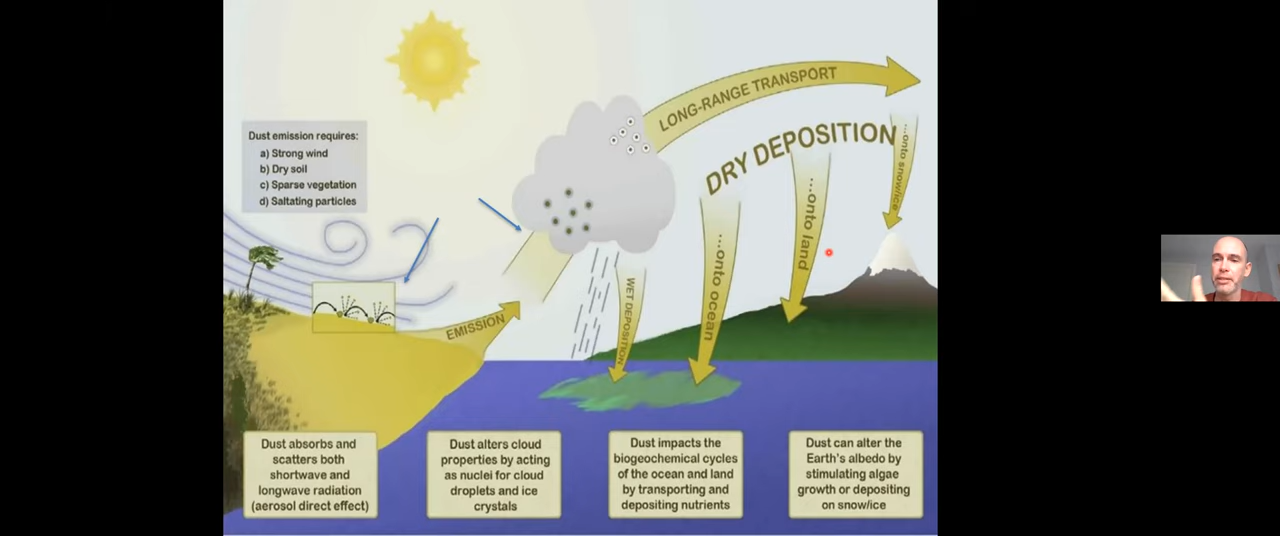 Dust emission requires:
a) Strong wind
b) Dry soil
c) Sparse vegetation
d) Saltating particles
LONG-RANGE TRANSPORT
DRY DEPOSITION
...onto snow/ice
...onto land
...onto ocean
WET DEPOSITION
EMISSION
Dust absorbs and
scatters both
shortwave and
longwave radiation
(aerosol direct effect)
Dust alters cloud
properties by acting
as nuclei for cloud
droplets and ice
crystals
Dust impacts the
biogeochemical cycles
of the ocean and land
by transporting and
depositing nutrients
Dust can alter the
Earth's albedo by
stimulating algae
growth or depositing
on snow/ice